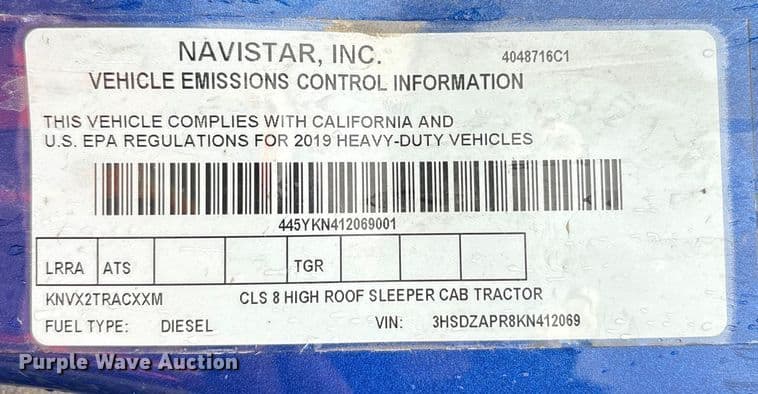 NAVISTAR, INC. 4048716C1
VEHICLE EMISSIONS CONTROL INFORMATION
THIS VEHICLE COMPLIES WITH CALIFORNIA AND
U.S. EPA REGULATIONS FOR 2019 HEAVY-DUTY VEHICLES
445YKN412069001
LRRA ATS TGR
KNVX2TRACXXM CLS 8 HIGH ROOF SLEEPER CAB TRACTOR
FUEL TYPE: DIESEL VIN: 3HSDZAPR8KN412069
Purple Wave Auction